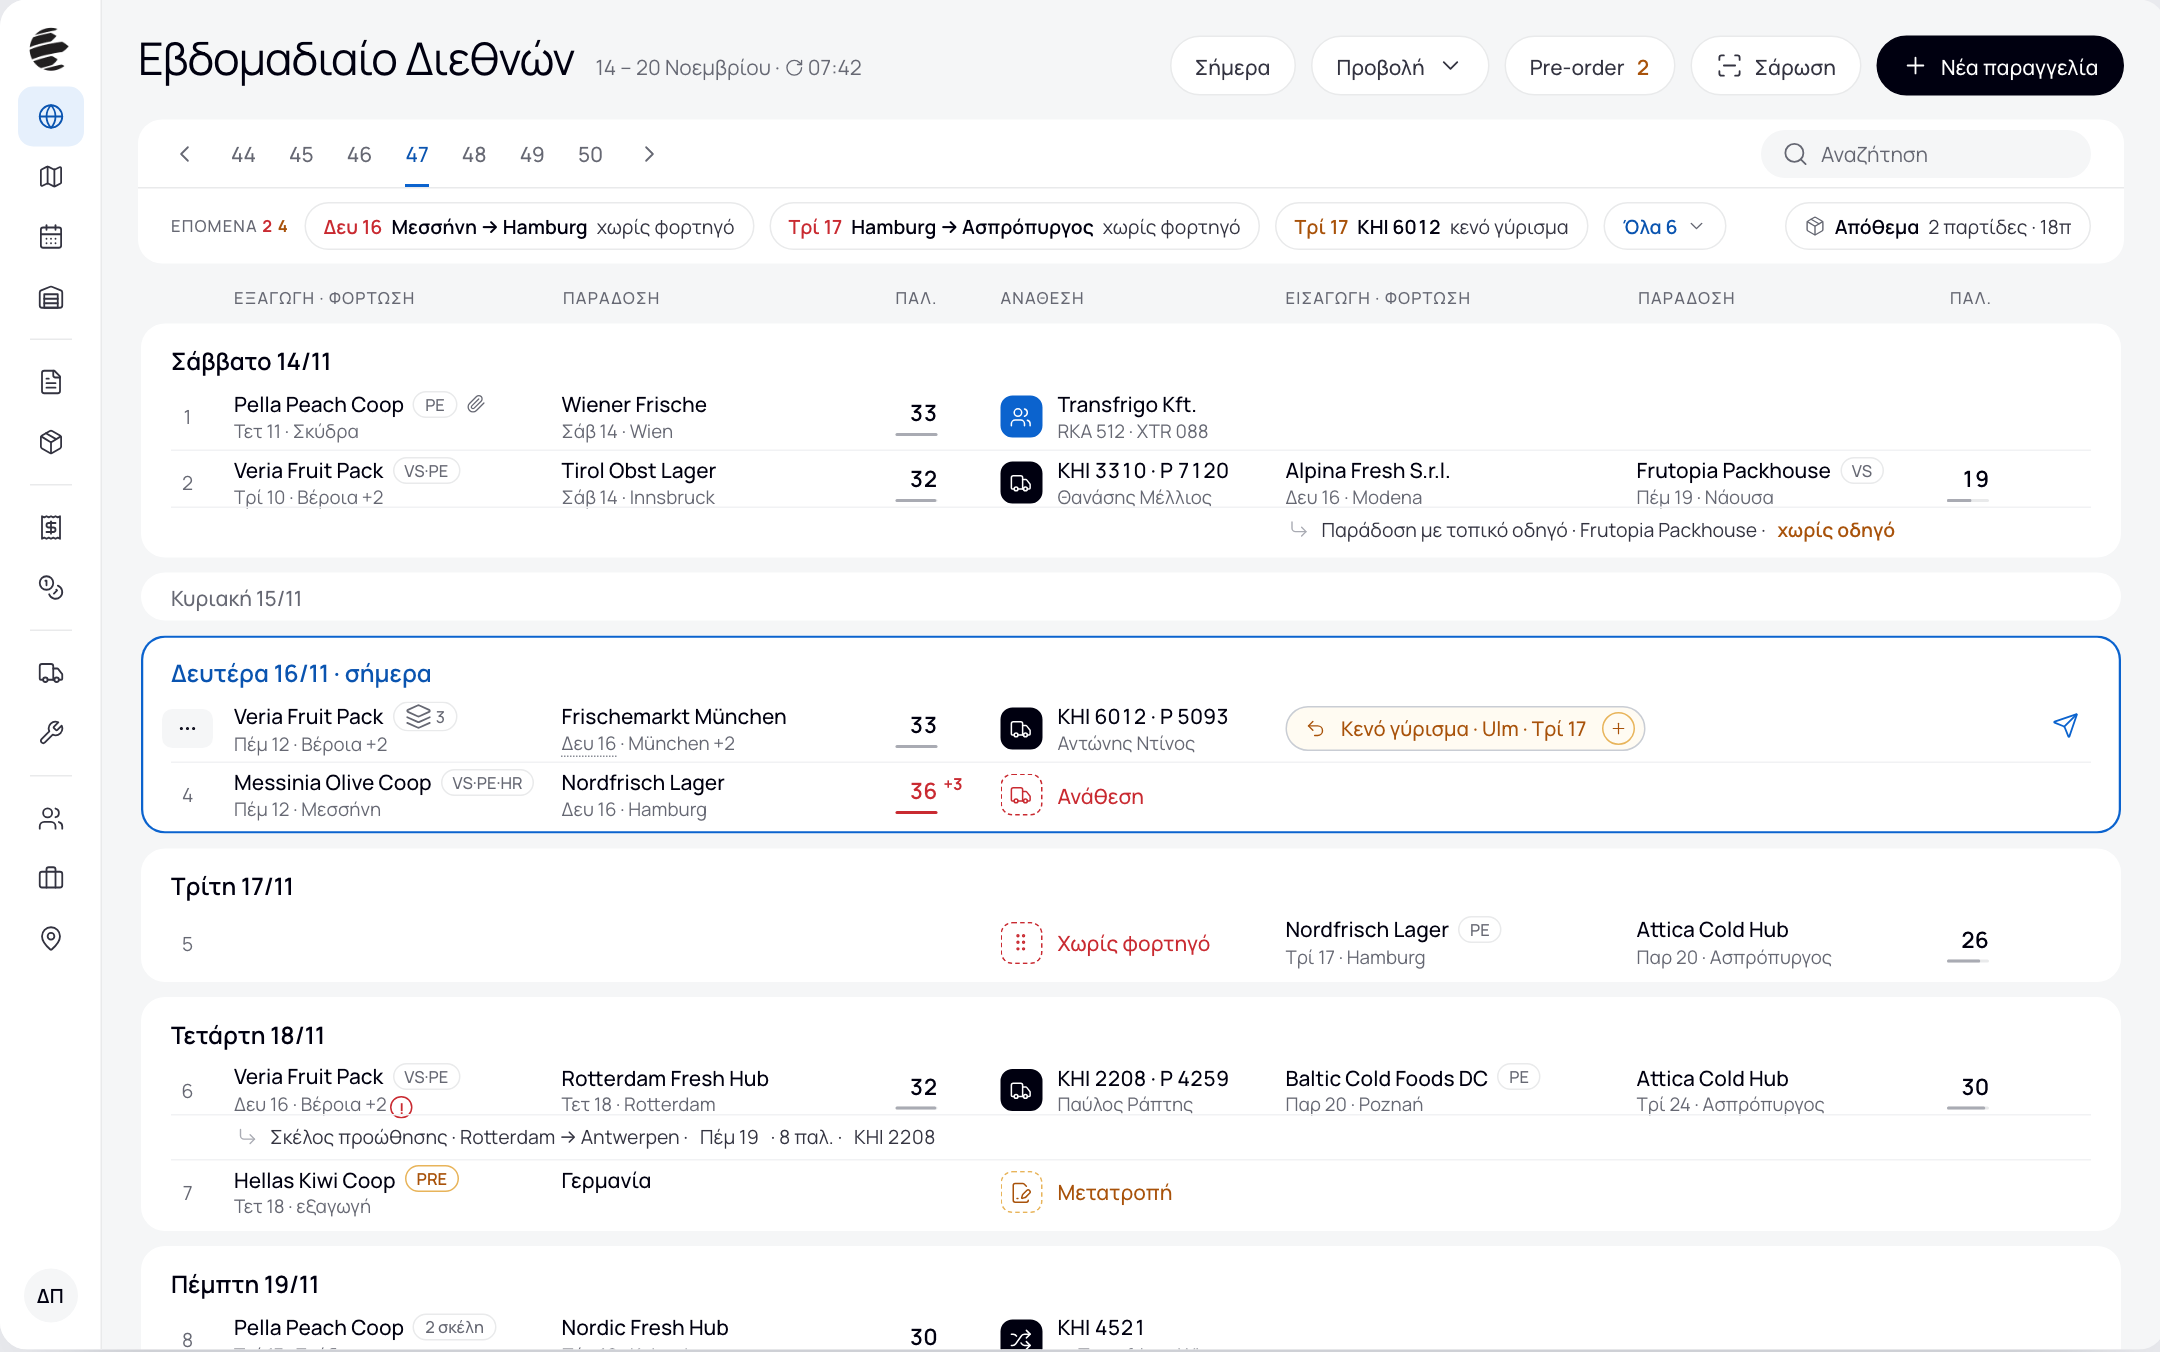 Εβδομαδιαίο Διεθνών 14 – 20 Νοεμβρίου · 07:42 Σήμερα Προβολή Pre-order 2 Σάρωση + Νέα παραγγελία
44 45 46 47 48 49 50 Αναζήτηση
ΕΠΟΜΕΝΑ 2 4 Δευ 16 Μεσσήνη → Hamburg χωρίς φορτηγό Τρί 17 Hamburg → Ασπρόπυργος χωρίς φορτηγό Τρί 17 KHI 6012 κενό γύρισμα Όλα 6 Απόθεμα 2 παρτίδες · 18π
ΕΞΑΓΩΓΗ · ΦΟΡΤΩΣΗ ΠΑΡΑΔΟΣΗ ΠΑΛ. ΑΝΑΘΕΣΗ ΕΙΣΑΓΩΓΗ · ΦΟΡΤΩΣΗ ΠΑΡΑΔΟΣΗ ΠΑΛ.
Σάββατο 14/11
1 Pella Peach Coop PE Wiener Frische 33 Transfrigo Kft.
Τετ 11 · Σκύδρα Σάβ 14 · Wien RKA 512 · XTR 088
2 Veria Fruit Pack VS·PE Tirol Obst Lager 32 KHI 3310 · P 7120 Alpina Fresh S.r.l. Frutopia Packhouse VS 19
Τρί 10 · Βέροια +2 Σάβ 14 · Innsbruck Θανάσης Μέλλιος Δευ 16 · Modena Πέμ 19 · Νάουσα
Παράδοση με τοπικό οδηγό · Frutopia Packhouse · χωρίς οδηγό
Κυριακή 15/11
Δευτέρα 16/11 · σήμερα
... Veria Fruit Pack 3 Frischemarkt München 33 KHI 6012 · P 5093 Κενό γύρισμα · Ulm · Τρί 17 +
Πέμ 12 · Βέροια +2 Δευ 16 · München +2 Αντώνης Ντίνος
4 Messinia Olive Coop VS·PE·HR Nordfrisch Lager 36 +3 Ανάθεση
Πέμ 12 · Μεσσήνη Δευ 16 · Hamburg
Τρίτη 17/11
5 Χωρίς φορτηγό Nordfrisch Lager PE Attica Cold Hub 26
Τρί 17 · Hamburg Παρ 20 · Ασπρόπυργος
Τετάρτη 18/11
6 Veria Fruit Pack VS·PE Rotterdam Fresh Hub 32 KHI 2208 · P 4259 Baltic Cold Foods DC PE Attica Cold Hub 30
Δευ 16 · Βέροια +2 Τετ 18 · Rotterdam Παύλος Ράπτης Παρ 20 · Poznań Τρί 24 · Ασπρόπυργος
Σκέλος προώθησης · Rotterdam → Antwerpen · Πέμ 19 · 8 παλ. · KHI 2208
7 Hellas Kiwi Coop PRE Γερμανία Μετατροπή
Τετ 18 · εξαγωγή
Πέμπτη 19/11
8 Pella Peach Coop 2 σκέλη Nordic Fresh Hub 30 KHI 4521
ΔΠ